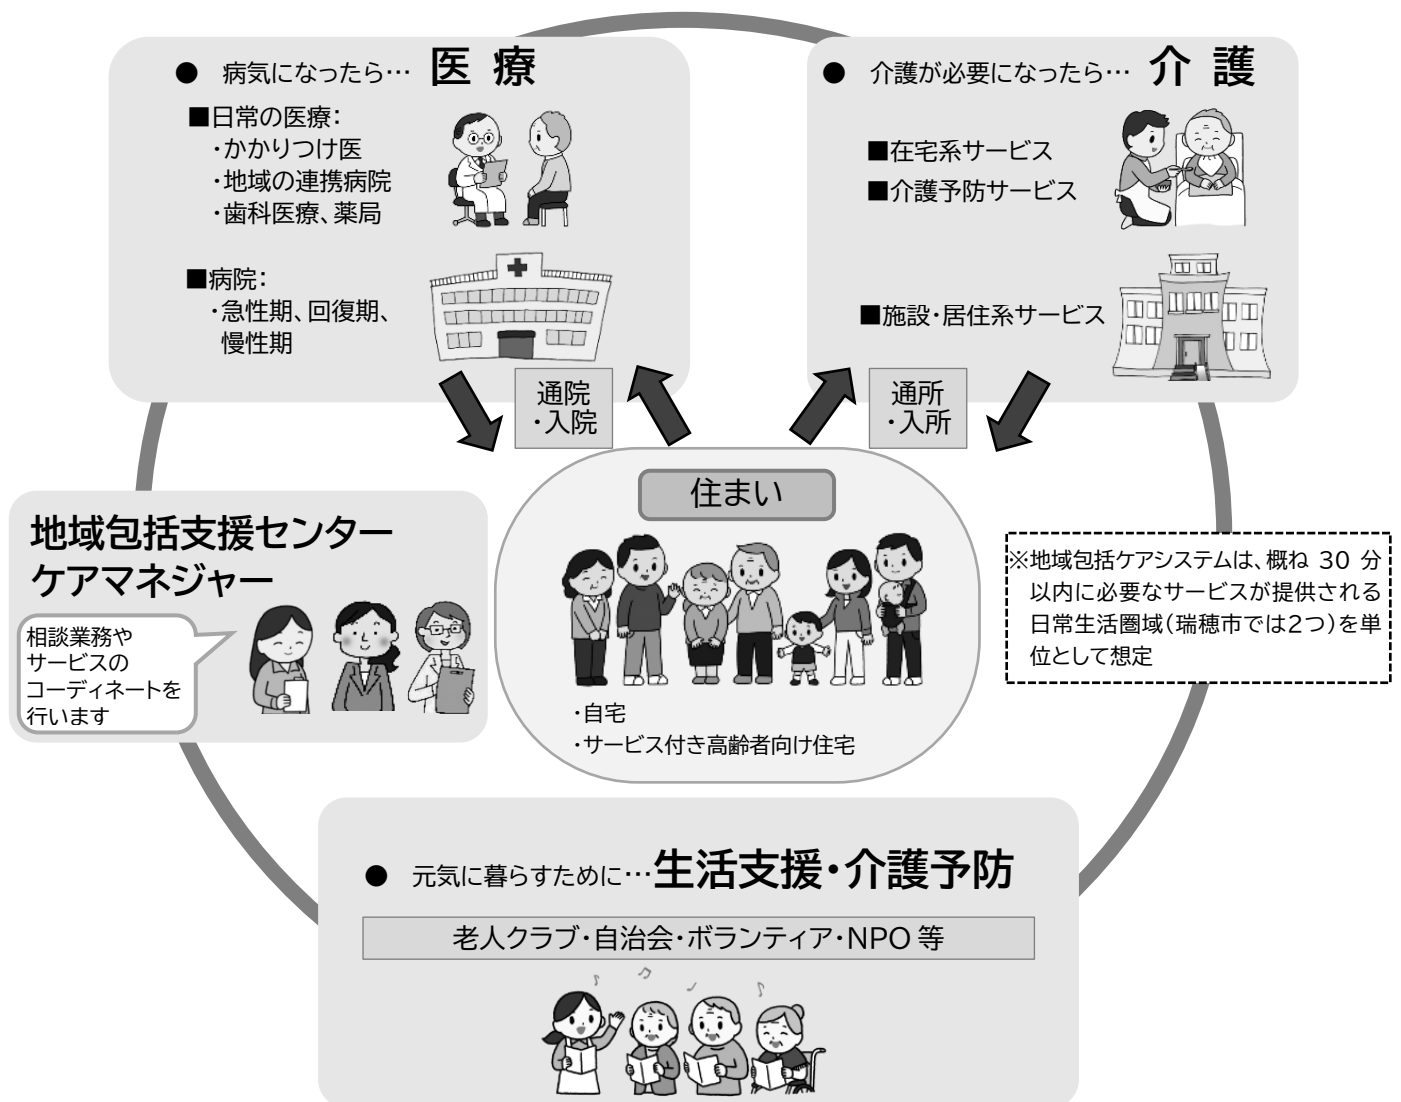 ● 病気になったら… 医 療
■日常の医療：
・かかりつけ医
・地域の連携病院
・歯科医療、薬局
■病院：
・急性期、回復期、
慢性期
● 介護が必要になったら… 介 護
■在宅系サービス
■介護予防サービス
■施設・居住系サービス
通院
・入院
通所
・入所
住まい
・自宅
・サービス付き高齢者向け住宅
地域包括支援センター
ケアマネジャー
相談業務や
サービスの
コーディネートを
行います
※地域包括ケアシステムは、概ね 30 分
以内に必要なサービスが提供される
日常生活圏域（瑞穂市では2つ）を単
位として想定
● 元気に暮らすために…生活支援・介護予防
老人クラブ・自治会・ボランティア・NPO 等